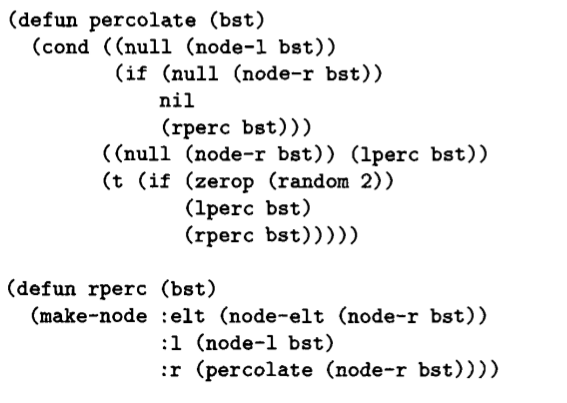 (defun percolate (bst)
  (cond ((null (node-l bst))
         (if (null (node-r bst))
             nil
             (rperc bst)))
        ((null (node-r bst)) (lperc bst))
        (t (if (zerop (random 2))
               (lperc bst)
               (rperc bst)))))

(defun rperc (bst)
  (make-node :elt (node-elt (node-r bst))
             :l (node-l bst)
             :r (percolate (node-r bst))))